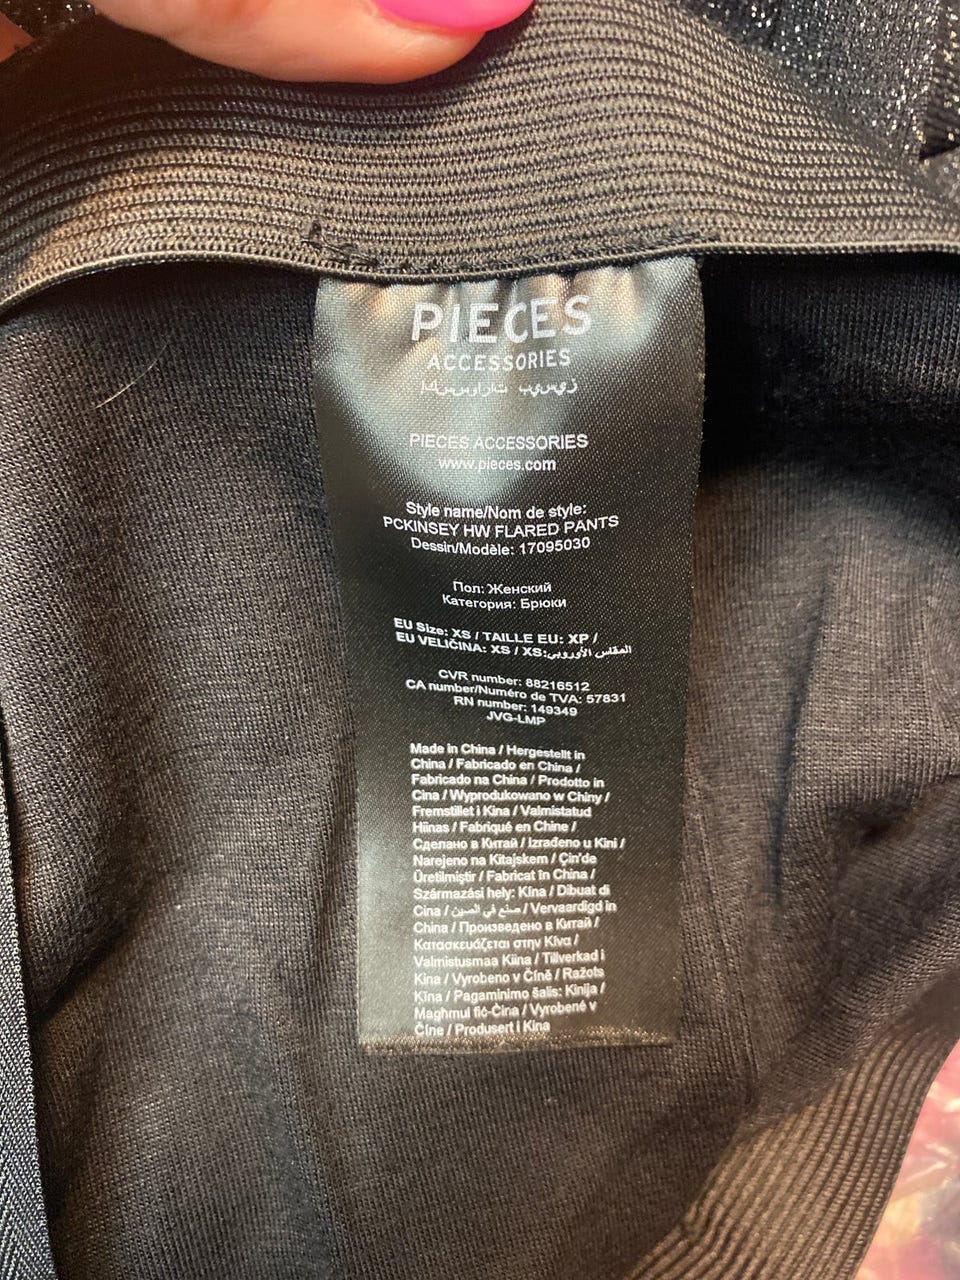 PIECES
ACCESSORIES
اكسسوارات بيسيز
PIECES ACCESSORIES
www.pieces.com
Style name/Nom de style:
PCKINSEY HW FLARED PANTS
Dessin/Modèle: 17095030
Пол: Женский
Категория: Брюки
EU Size: XS / TAILLE EU: XP /
EU VELIČINA: XS / XS:المقاس الأوروبي
CVR number: 88216512
CA number/Numéro de TVA: 57831
RN number: 149349
JVG-LMP
Made in China / Hergestellt in
China / Fabricado en China /
Fabricado na China / Prodotto in
Cina / Wyprodukowano w Chiny /
Fremstillet i Kina / Valmistatud
Hiinas / Fabriqué en Chine /
Сделано в Китай / Izrađeno u Kini /
Narejeno na Kitajskem / Çin'de
Üretilmiştir / Fabricat în China /
Származási hely: Kína / Dibuat di
Cina / صنع في الصين / Vervaardigd in
China / Произведено в Китай /
Κατασκευάζεται στην Κίνα /
Valmistusmaa Kiina / Tillverkad i
Kina / Vyrobeno v Číně / Ražots
Ķīna / Pagaminimo šalis: Kinija /
Magħmul fiċ-Ċina / Vyrobené v
Číne / Produsert i Kina